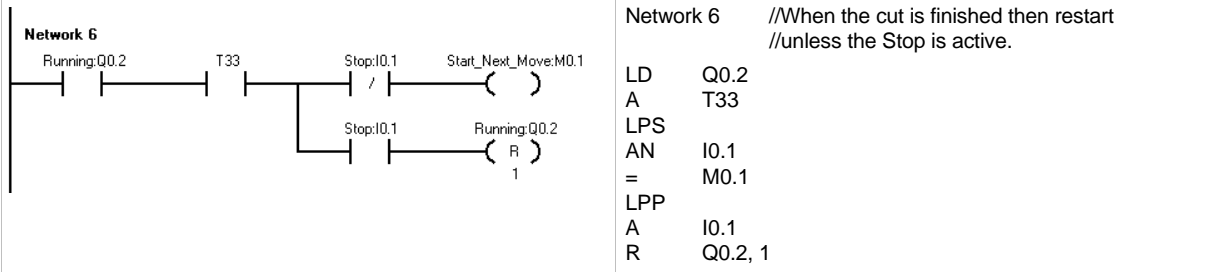 Network 6
Running:Q0.2 T33 Stop:I0.1 Start_Next_Move:M0.1
/
Stop:I0.1 Running:Q0.2
R
1
Network 6 //When the cut is finished then restart
//unless the Stop is active.
LD Q0.2
A T33
LPS
AN I0.1
= M0.1
LPP
A I0.1
R Q0.2, 1